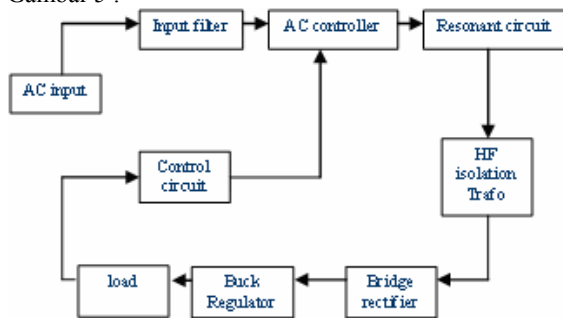 Gambar 3 :
Input filter
AC controller
Resonant circuit
AC input
HF
isolation
Trafo
Control
circuit
load
Buck
Regulator
Bridge
rectifier